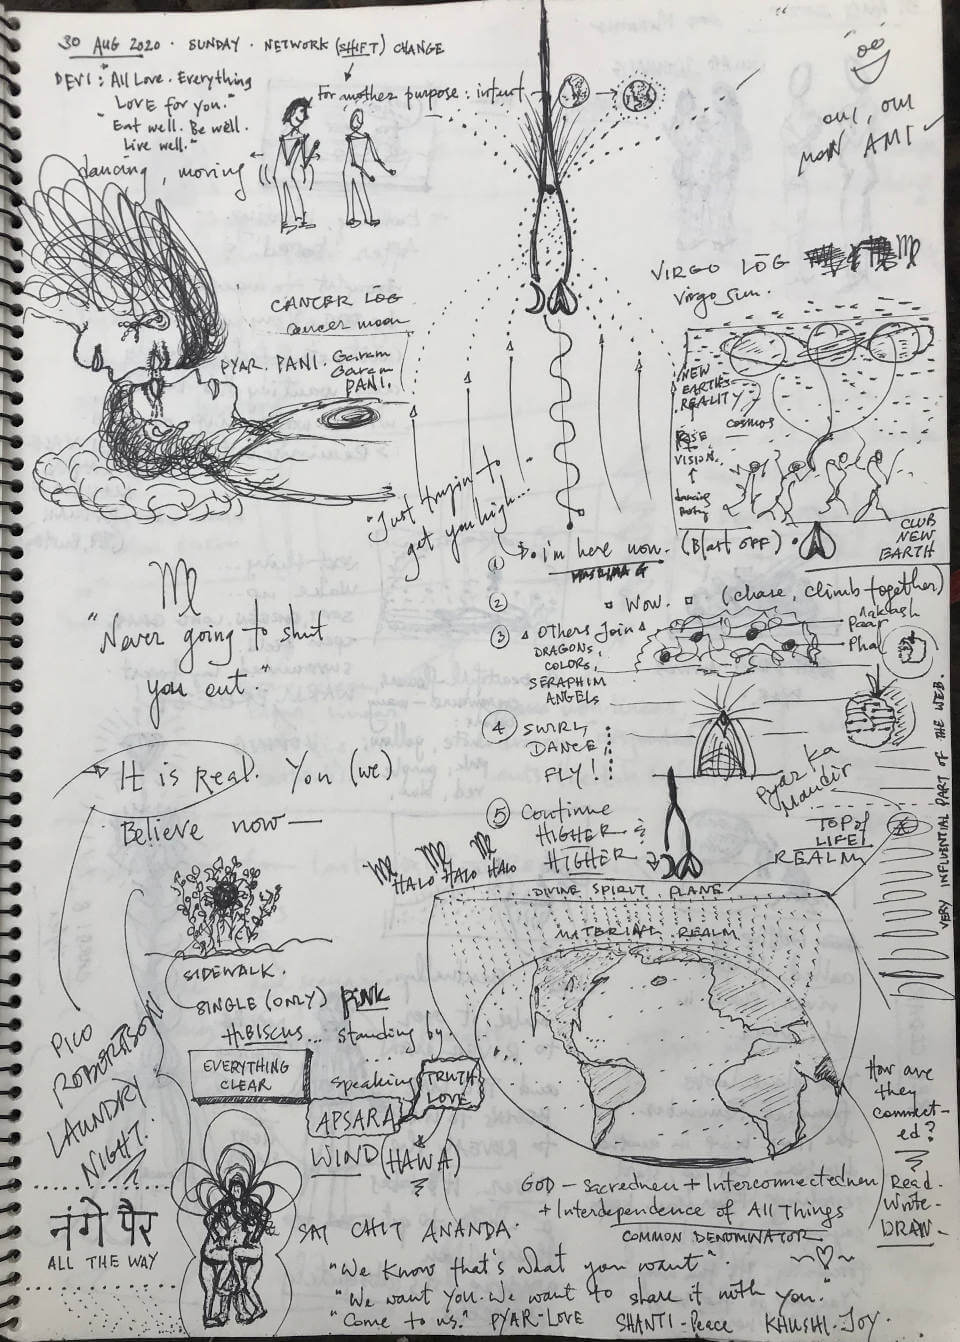 30 AUG 2020 · SUNDAY · NETWORK (SHIFT) CHANGE
DEVI: "All Love. Everything
LOVE for you."
"Eat well. Be well.
Live well."
dancing, moving
For mother purpose: infant
oui, oui
mon AMI
CANCER LŌG
cancer moon
PYAR. PANI. Garam
Garam
PANI.
VIRGO LŌG
Virgo Sun.
NEW
EARTH'S
REALITY
COSMOS
RISE
VISION.
dancing
CLUB
NEW
EARTH
"Just tryin to
get you high..."
① Do. i'm here now. (Blast OFF)
② Wow. (chase, climb together)
③ OTHERS JOIN
DRAGONS,
COLORS,
SERAPHIM
ANGELS
Aakash
Paar
Phal
④ SWIRL,
DANCE,
FLY!
Pyar Ka
Mandir
⑤ Continue
HIGHER &
HIGHER
TOP of
LIFE!
REALM
VERY INFLUENTIAL PART OF THE WEB.
"Never going to shut
you out."
It is Real. You (we)
Believe now —
HALO HALO HALO
DIVINE SPIRIT PLANE
MATERIAL REALM
SIDEWALK.
SINGLE (ONLY) PINK
HIBISCUS... standing by.
EVERYTHING
CLEAR
speaking
TRUTH
LOVE
APSARA
WIND (HAWA)
PICO
ROBERTSON
LAUNDRY
NIGHT.
How are
they
connect-
ed?
Read-
Write-
DRAW-
GOD — sacredness + Interconnectedness
+ Interdependence of All Things
COMMON DENOMINATOR
नंगे पैर
ALL THE WAY
SAT CHIT ANANDA.
"We know that's what you want"
"We want you. We want to share it with you."
"Come to us." PYAR-LOVE SHANTI-Peace KHUSHI-Joy.